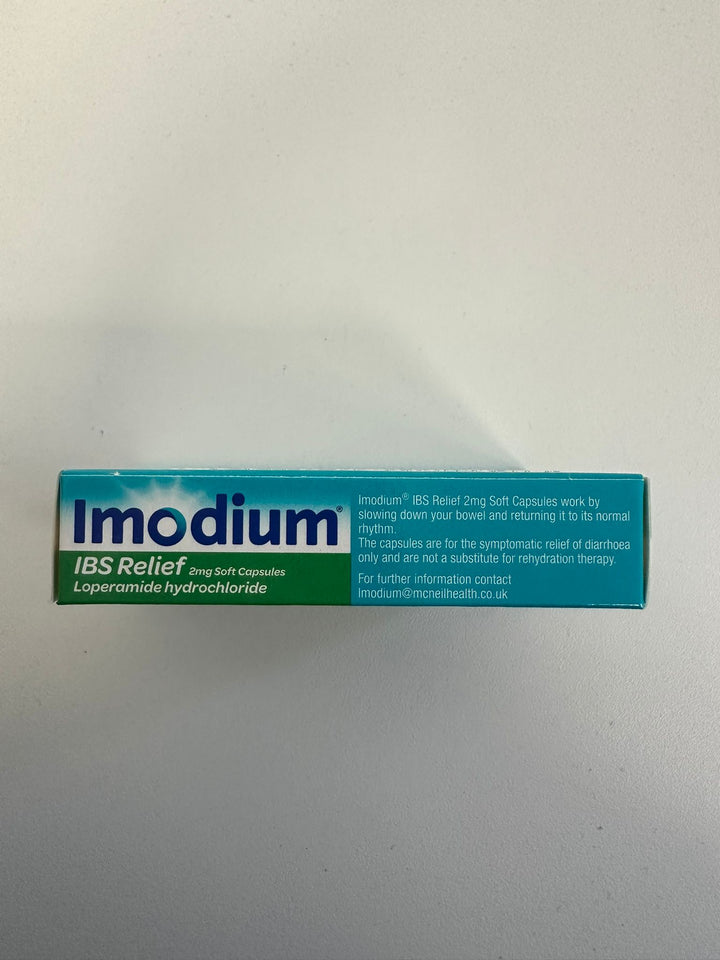 Imodium®
IBS Relief 2mg Soft Capsules
Loperamide hydrochloride
Imodium® IBS Relief 2mg Soft Capsules work by
slowing down your bowel and returning it to its normal
rhythm.
The capsules are for the symptomatic relief of diarrhoea
only and are not a substitute for rehydration therapy.
For further information contact
Imodium@mcneilhealth.co.uk